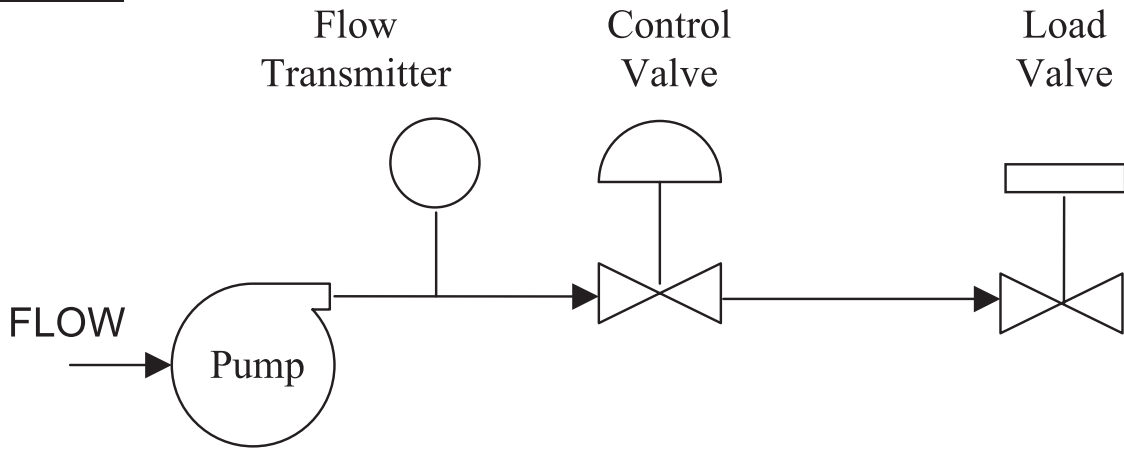 Flow
Transmitter
Control
Valve
Load
Valve
FLOW
Pump